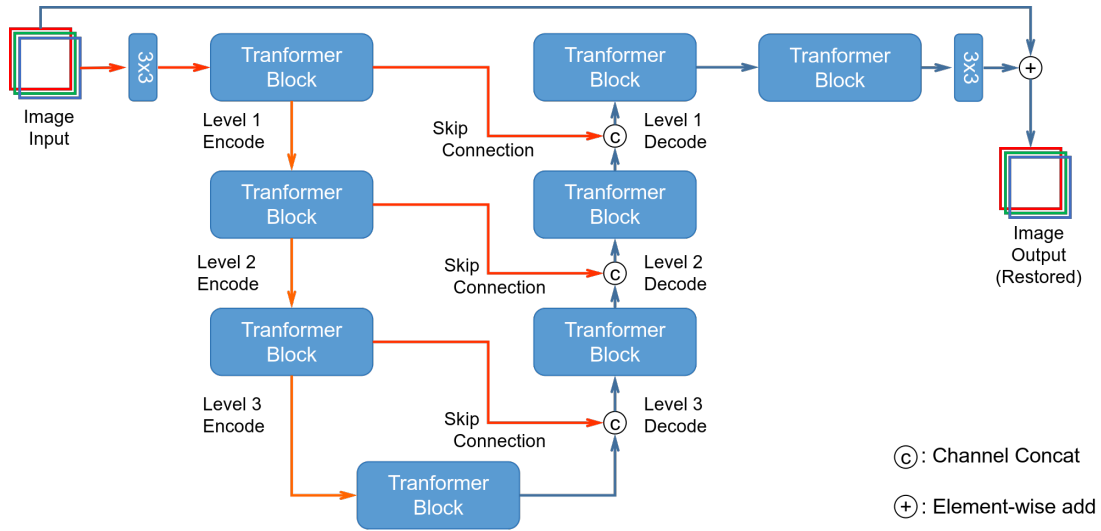 Image
Input
3x3
Tranformer
Block
Level 1
Encode
Skip
Connection
Tranformer
Block
Level 1
Decode
Tranformer
Block
3x3
+
Image
Output
(Restored)
c
Tranformer
Block
Level 2
Encode
Skip
Connection
Tranformer
Block
c
Level 2
Decode
Tranformer
Block
Level 3
Encode
Skip
Connection
Tranformer
Block
c
Level 3
Decode
Tranformer
Block
c : Channel Concat
+ : Element-wise add